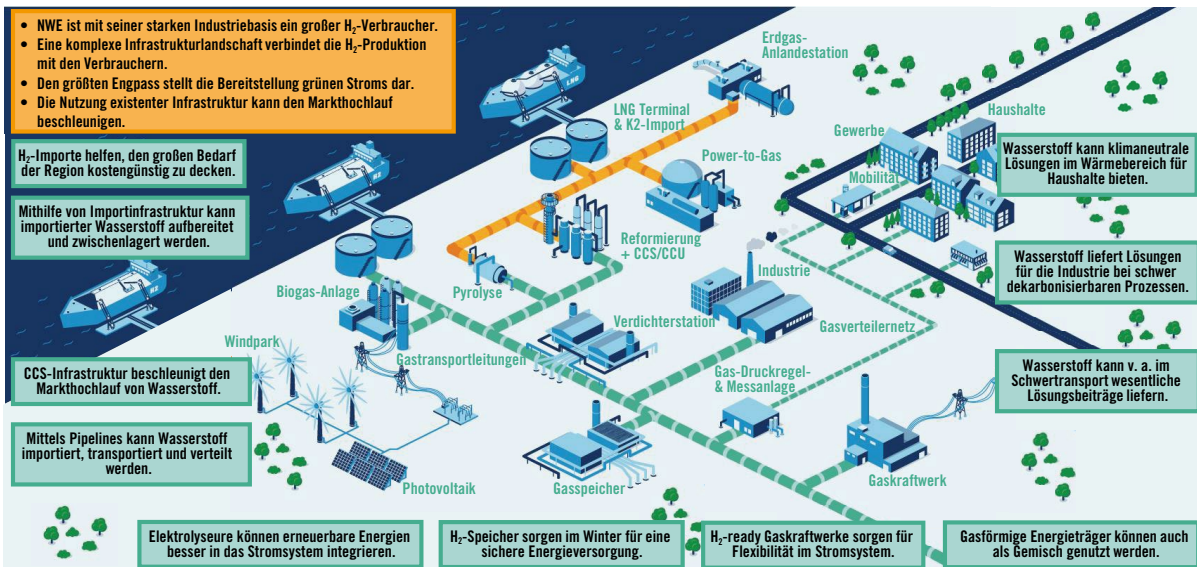 • NWE ist mit seiner starken Industriebasis ein großer H₂-Verbraucher.
• Eine komplexe Infrastrukturlandschaft verbindet die H₂-Produktion
mit den Verbrauchern.
• Den größten Engpass stellt die Bereitstellung grünen Stroms dar.
• Die Nutzung existenter Infrastruktur kann den Markthochlauf
beschleunigen.
H₂-Importe helfen, den großen Bedarf
der Region kostengünstig zu decken.
Mithilfe von Importinfrastruktur kann
importierter Wasserstoff aufbereitet
und zwischenlagert werden.
CCS-Infrastruktur beschleunigt den
Markthochlauf von Wasserstoff.
Mittels Pipelines kann Wasserstoff
importiert, transportiert und verteilt
werden.
LNG
H2
H2
Erdgas-
Anlandestation
LNG Terminal
& K2-Import
Power-to-Gas
Reformierung
+ CCS/CCU
Pyrolyse
Biogas-Anlage
Windpark
Gastransportleitungen
Verdichterstation
Industrie
Gasverteilernetz
Gas-Druckregel-
& Messanlage
Photovoltaik
Gasspeicher
Gaskraftwerk
Gewerbe
Haushalte
Mobilität
Wasserstoff kann klimaneutrale
Lösungen im Wärmebereich für
Haushalte bieten.
Wasserstoff liefert Lösungen
für die Industrie bei schwer
dekarbonisierbaren Prozessen.
Wasserstoff kann v. a. im
Schwertransport wesentliche
Lösungsbeiträge liefern.
Elektrolyseure können erneuerbare Energien
besser in das Stromsystem integrieren.
H₂-Speicher sorgen im Winter für eine
sichere Energieversorgung.
H₂-ready Gaskraftwerke sorgen für
Flexibilität im Stromsystem.
Gasförmige Energieträger können auch
als Gemisch genutzt werden.